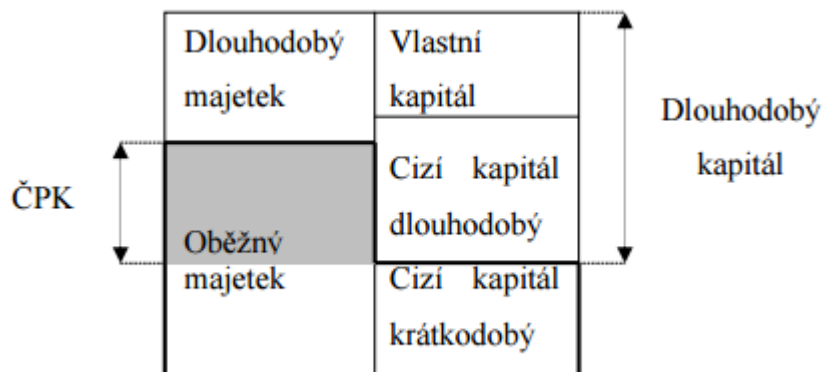 Dlouhodobý
majetek
Vlastní
kapitál
Dlouhodobý
kapitál
ČPK
Oběžný
majetek
Cizí kapitál
dlouhodobý
Cizí kapitál
krátkodobý